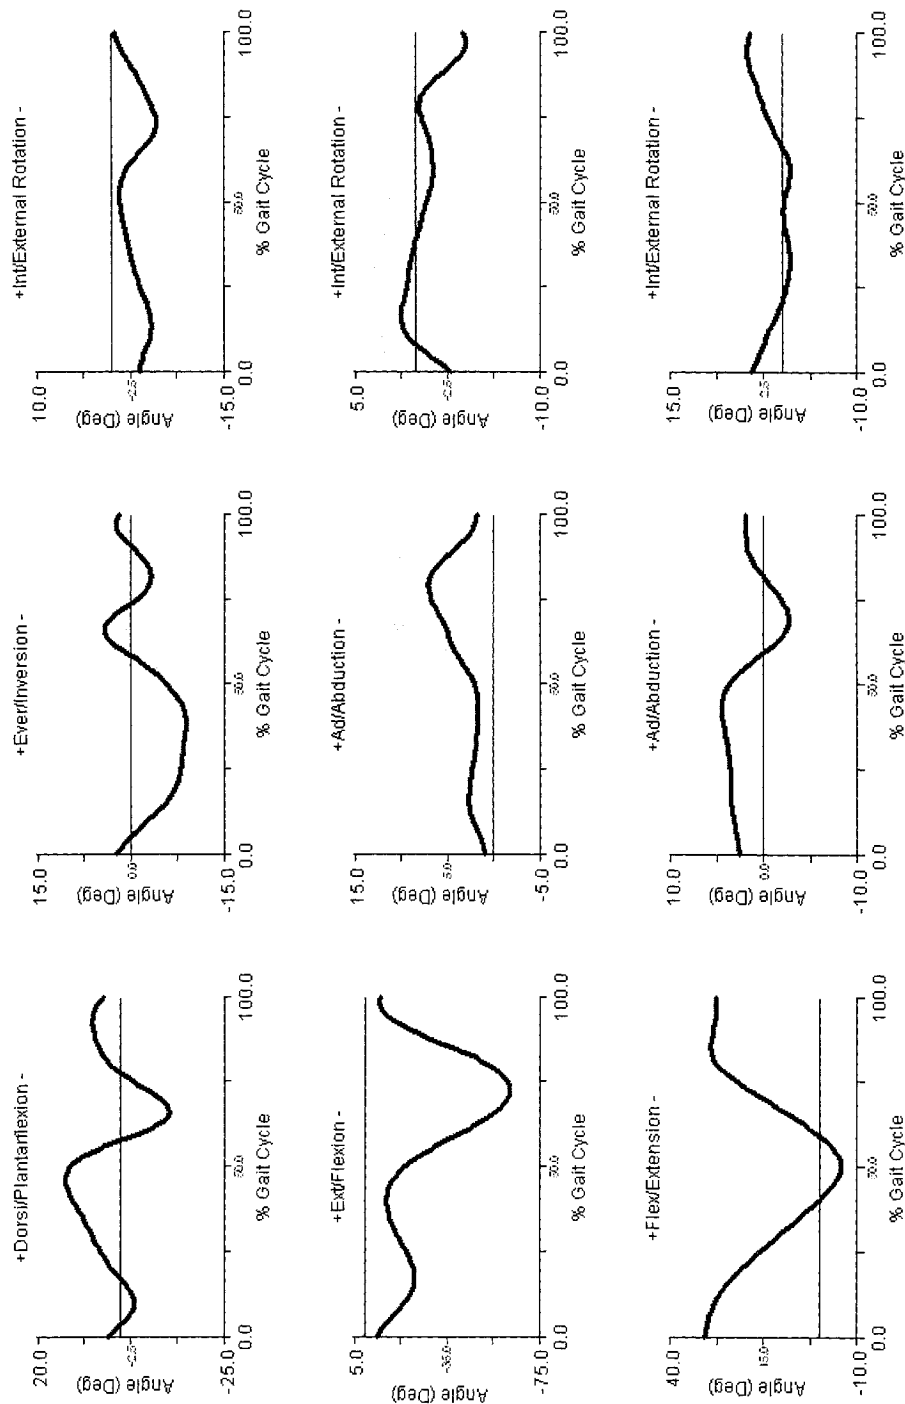 +Dorsi/Plantarflexion -
20.0
Angle (Deg)
-2.5
-25.0
0.0
50.0
100.0
% Gait Cycle
+Ever/Inversion -
15.0
Angle (Deg)
0.0
-15.0
0.0
50.0
100.0
% Gait Cycle
+Int/External Rotation -
10.0
Angle (Deg)
-2.5
-15.0
0.0
50.0
100.0
% Gait Cycle
+Ext/Flexion -
5.0
Angle (Deg)
-35.0
-75.0
0.0
50.0
100.0
% Gait Cycle
+Ad/Abduction -
15.0
Angle (Deg)
5.0
-5.0
0.0
50.0
100.0
% Gait Cycle
+Int/External Rotation -
5.0
Angle (Deg)
-2.5
-10.0
0.0
50.0
100.0
% Gait Cycle
+Flex/Extension -
40.0
Angle (Deg)
15.0
-10.0
0.0
50.0
100.0
% Gait Cycle
+Ad/Abduction -
10.0
Angle (Deg)
0.0
-10.0
0.0
50.0
100.0
% Gait Cycle
+Int/External Rotation -
15.0
Angle (Deg)
2.5
-10.0
0.0
50.0
100.0
% Gait Cycle